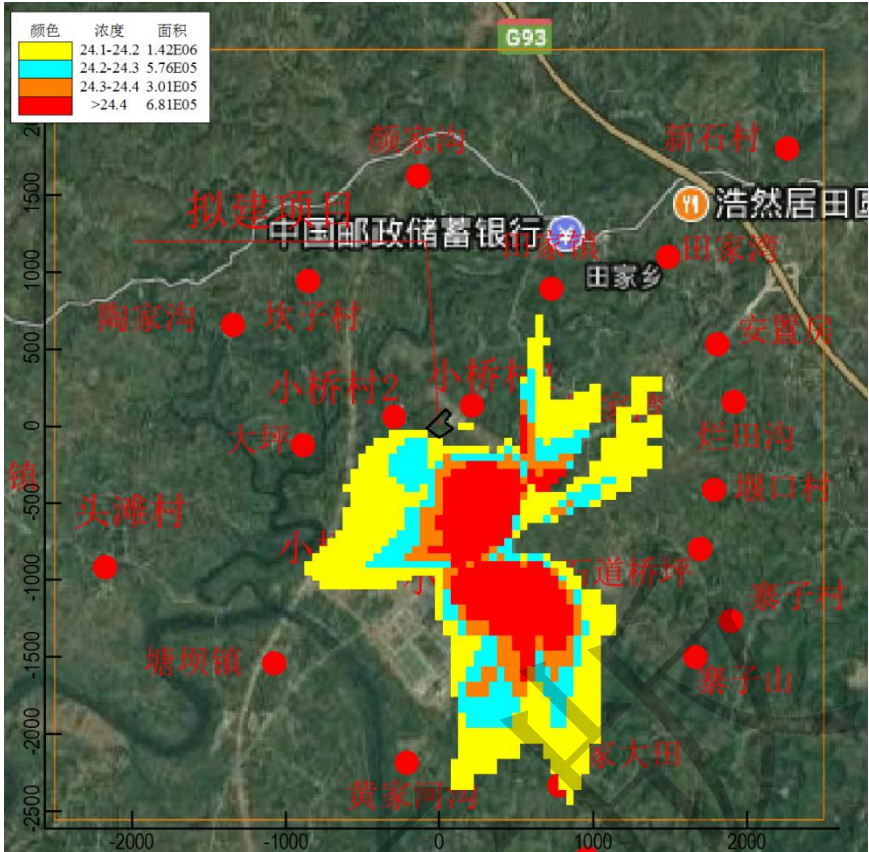 颜色 浓度 面积
24.1-24.2 1.42E06
24.2-24.3 5.76E05
24.3-24.4 3.01E05
>24.4 6.81E05
G93
颜家沟
新石村
拟建项目
浩然居田园
中国邮政储蓄银行
田家镇
田家湾
田家乡
陶家沟
坎子村
安置房
小桥村2
小桥村1
大坪
烂田沟
镇
堰口村
头滩村
石道桥坪
寨子村
塘坝镇
寨子山
家大田
黄家河沟
1500
1000
500
0
-500
-1000
-1500
-2000
-2500
-2000 -1000 0 1000 2000